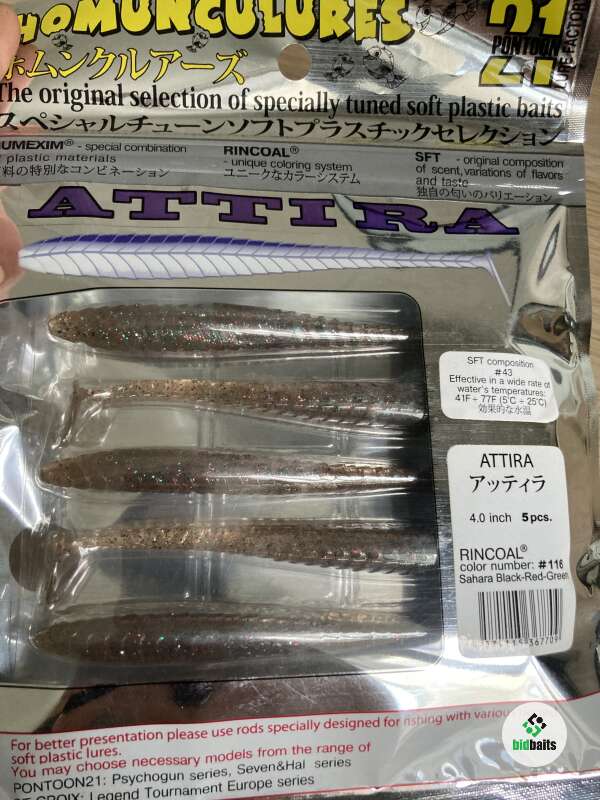 HOMUNCULURES
21
PONTOON
LURE FACTORY
ホムンクルアーズ
The original selection of specially tuned soft plastic baits
スペシャルチューンソフトプラスチックセレクション
HUMEXIM® - special combination
plastic materials
料の特別なコンビネーション
RINCOAL®
- unique coloring system
ユニークなカラーシステム
SFT - original composition
of scent, variations of flavors
and taste
独自の匂いのバリエーション
ATTIRA
SFT composition
#43
Effective in a wide rate of
water's temperatures:
41F ÷ 77F (5°C ÷ 25°C)
効果的な水温
ATTIRA
アッティラ
4.0 inch 5 pcs.
RINCOAL®
color number: #116
Sahara Black-Red-Green
For better presentation please use rods specially designed for fishing with various
soft plastic lures.
You may choose necessary models from the range of
PONTOON21: Psychogun series, Seven&Half series
CROIX: Legend Tournament Europe series
bidbaits